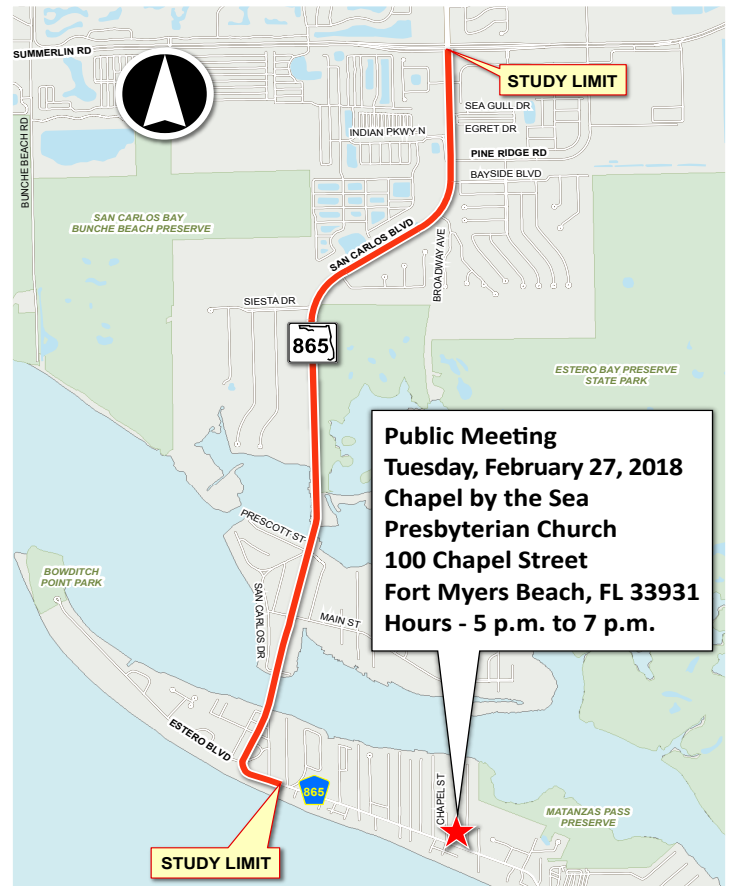 SUMMERLIN RD
STUDY LIMIT
SEA GULL DR
INDIAN PKWY N
EGRET DR
BUNCHE BEACH RD
PINE RIDGE RD
BAYSIDE BLVD
SAN CARLOS BAY
BUNCHE BEACH PRESERVE
SAN CARLOS BLVD
BROADWAY AVE
SIESTA DR
865
ESTERO BAY PRESERVE
STATE PARK
Public Meeting
Tuesday, February 27, 2018
Chapel by the Sea
Presbyterian Church
100 Chapel Street
Fort Myers Beach, FL 33931
Hours - 5 p.m. to 7 p.m.
PRESCOTT ST
BOWDITCH
POINT PARK
SAN CARLOS DR
MAIN ST
ESTERO BLVD
865
CHAPEL ST
MATANZAS PASS
PRESERVE
STUDY LIMIT